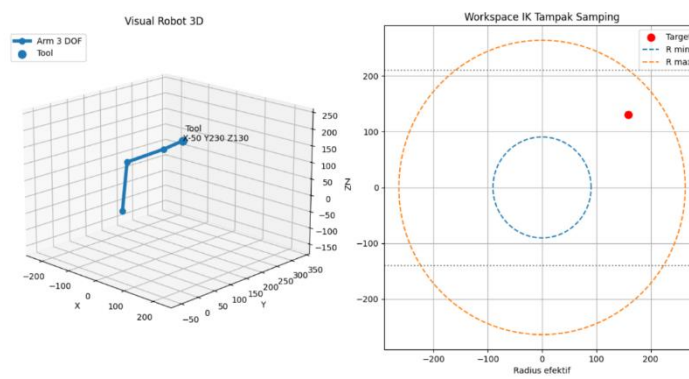 Visual Robot 3D
Arm 3 DOF
Tool
Tool
X-50 Y230 Z130
250
200
150
100
50
0
−50
−100
−150
Z
−200
−100
0
100
200
X
−50
0
50
100
150
200
250
300
350
Y
Workspace IK Tampak Samping
Target
R min
R max
200
100
0
−100
−200
−200
−100
0
100
200
Radius efektif